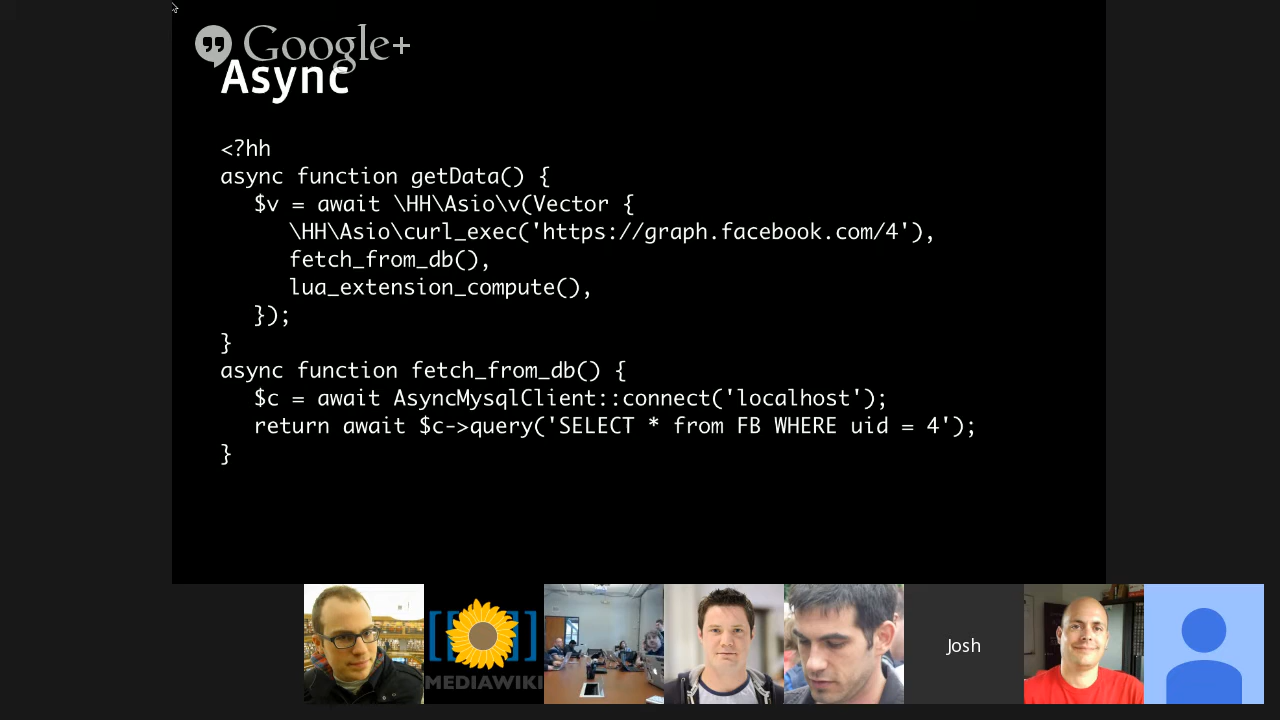 Google+
Async
<?hh
async function getData() {
$v = await \HH\Asio\v(Vector {
\HH\Asio\curl_exec('https://graph.facebook.com/4'),
fetch_from_db(),
lua_extension_compute(),
});
}
async function fetch_from_db() {
$c = await AsyncMysqlClient::connect('localhost');
return await $c->query('SELECT * from FB WHERE uid = 4');
}
[[ ]]
MEDIAWIKI
Josh